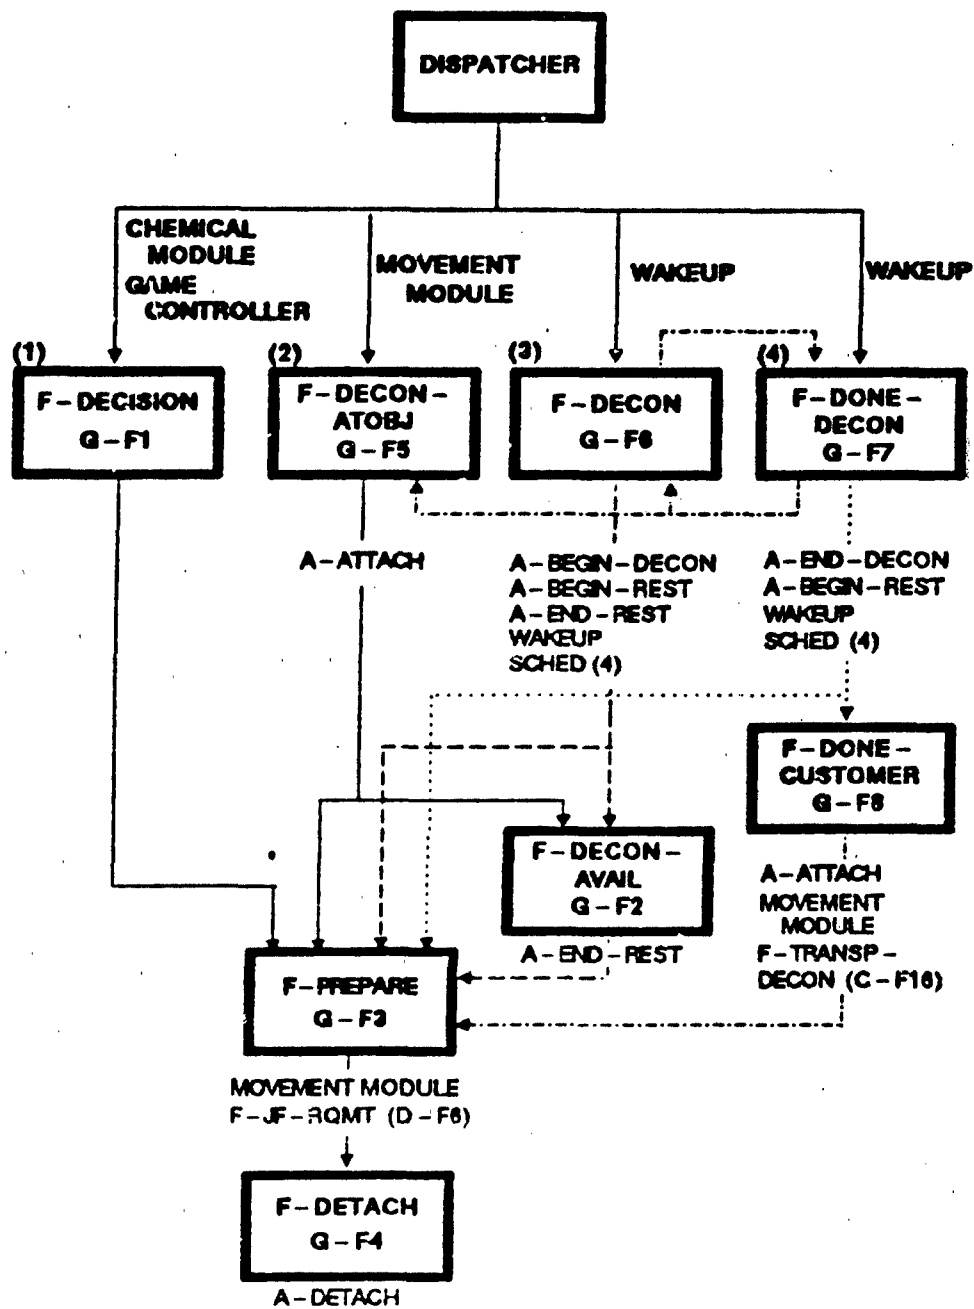 DISPATCHER
CHEMICAL
MODULE
GAME
CONTROLLER
MOVEMENT
MODULE
WAKEUP
WAKEUP
(1)
(2)
(3)
(4)
F-DECISION
G-F1
F-DECON-
ATOBJ
G-F5
F-DECON
G-F6
F-DONE-
DECON
G-F7
A-ATTACH
A-BEGIN-DECON
A-BEGIN-REST
A-END-REST
WAKEUP
SCHED (4)
A-END-DECON
A-BEGIN-REST
WAKEUP
SCHED (4)
F-DONE-
CUSTOMER
G-F8
F-DECON-
AVAIL
G-F2
A-END-REST
A-ATTACH
MOVEMENT
MODULE
F-TRANSP-
DECON (C-F16)
F-PREPARE
G-F3
MOVEMENT MODULE
F-JF-RQMT (D-F6)
F-DETACH
G-F4
A-DETACH